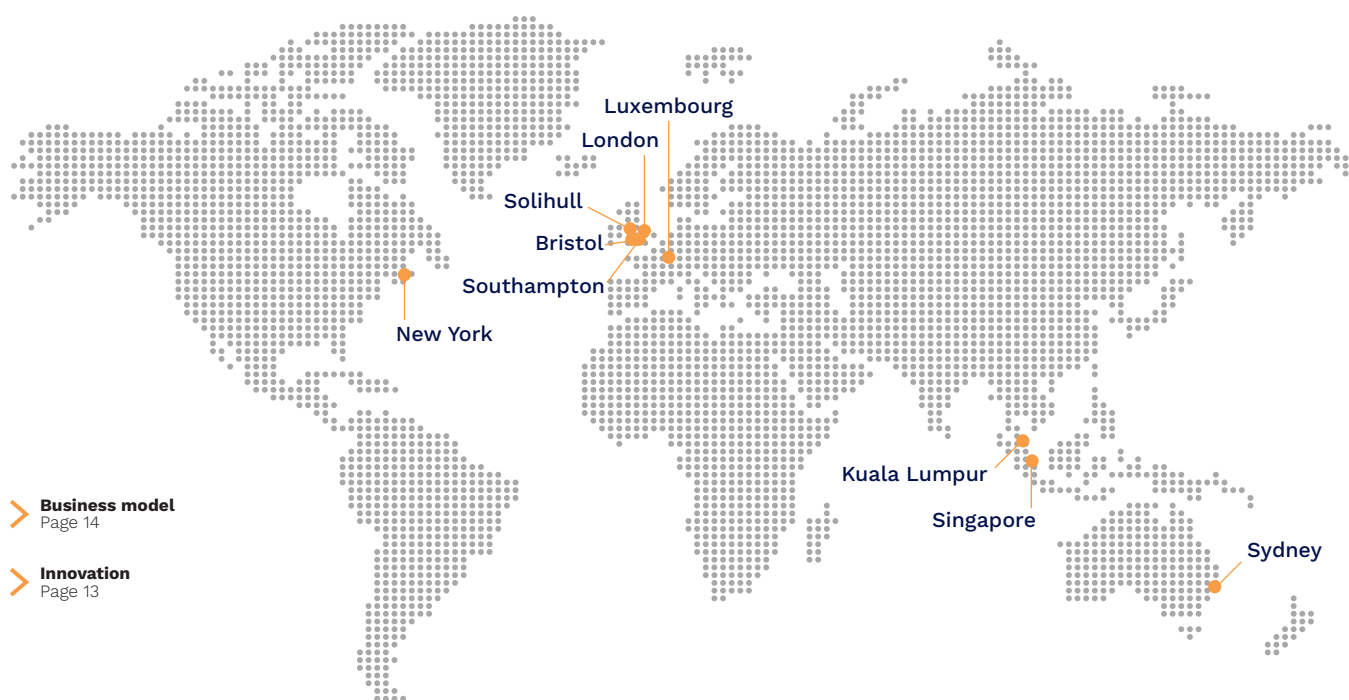 Luxembourg
London
Solihull
Bristol
Southampton
New York
Kuala Lumpur
Singapore
Sydney
Business model
Page 14
Innovation
Page 13